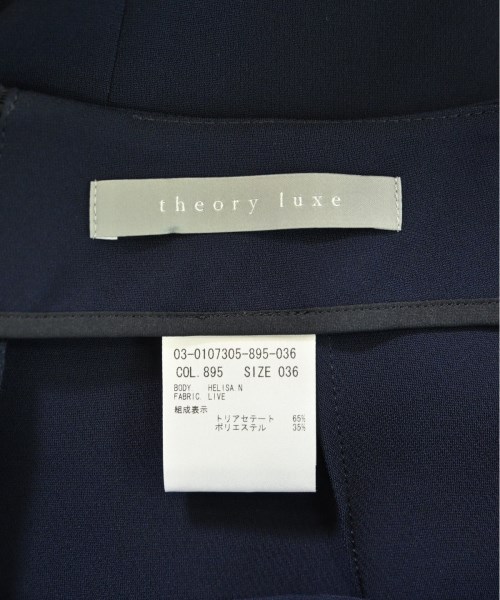 theory luxe
03-0107305-895-036
COL.895 SIZE 036
BODY HELISA N
FABRIC. LIVE
組成表示
トリアセテート 65%
ポリエステル 35%